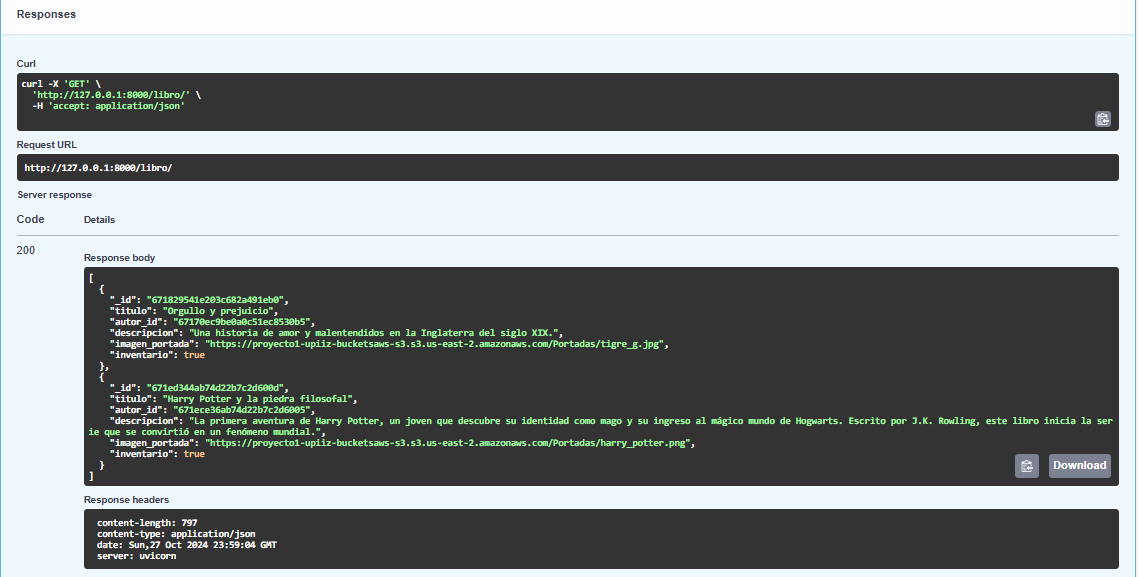 Responses
Curl
curl -X 'GET' \
'http://127.0.0.1:8000/libro/' \
-H 'accept: application/json'
Request URL
http://127.0.0.1:8000/libro/
Server response
Code Details
200
Response body
[
{
"_id": "671829541e203c682a491eb0",
"titulo": "Orgullo y prejuicio",
"autor_id": "67170ec9be0a0c51ec8530b5",
"descripcion": "Una historia de amor y malentendidos en la Inglaterra del siglo XIX.",
"imagen_portada": "https://proyecto1-upiiz-bucketsaws-s3.s3.us-east-2.amazonaws.com/Portadas/tigre_g.jpg",
"inventario": true
},
{
"_id": "671ed344ab74d22b7c2d600d",
"titulo": "Harry Potter y la piedra filosofal",
"autor_id": "671ece36ab74d22b7c2d6005",
"descripcion": "La primera aventura de Harry Potter, un joven que descubre su identidad como mago y su ingreso al mágico mundo de Hogwarts. Escrito por J.K. Rowling, este libro inicia la ser
ie que se convirtió en un fenómeno mundial.",
"imagen_portada": "https://proyecto1-upiiz-bucketsaws-s3.s3.us-east-2.amazonaws.com/Portadas/harry_potter.png",
"inventario": true
}
]
Download
Response headers
content-length: 797
content-type: application/json
date: Sun,27 Oct 2024 23:59:04 GMT
server: uvicorn